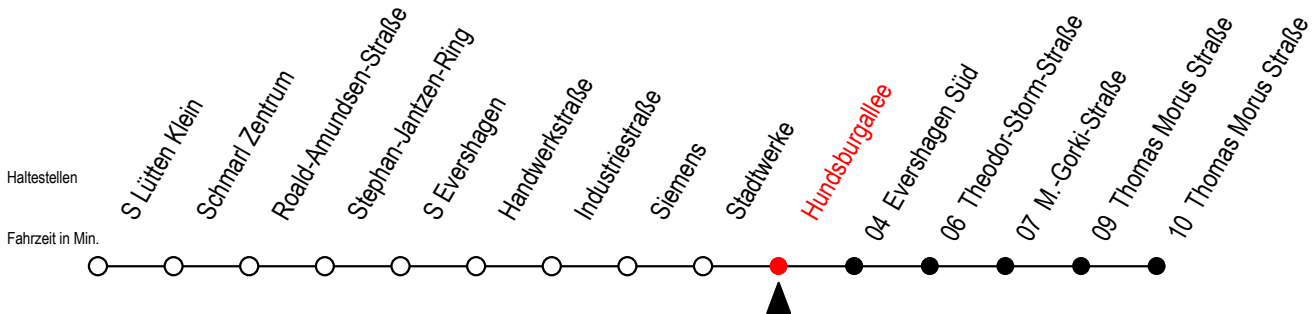 Haltestellen
Fahrzeit in Min.
S Lütten Klein
Schmarl Zentrum
Roald-Amundsen-Straße
Stephan-Jantzen-Ring
S Evershagen
Handwerkstraße
Industriestraße
Siemens
Stadtwerke
Hundsburgallee
04 Evershagen Süd
06 Theodor-Storm-Straße
07 M.-Gorki-Straße
09 Thomas Morus Straße
10 Thomas Morus Straße